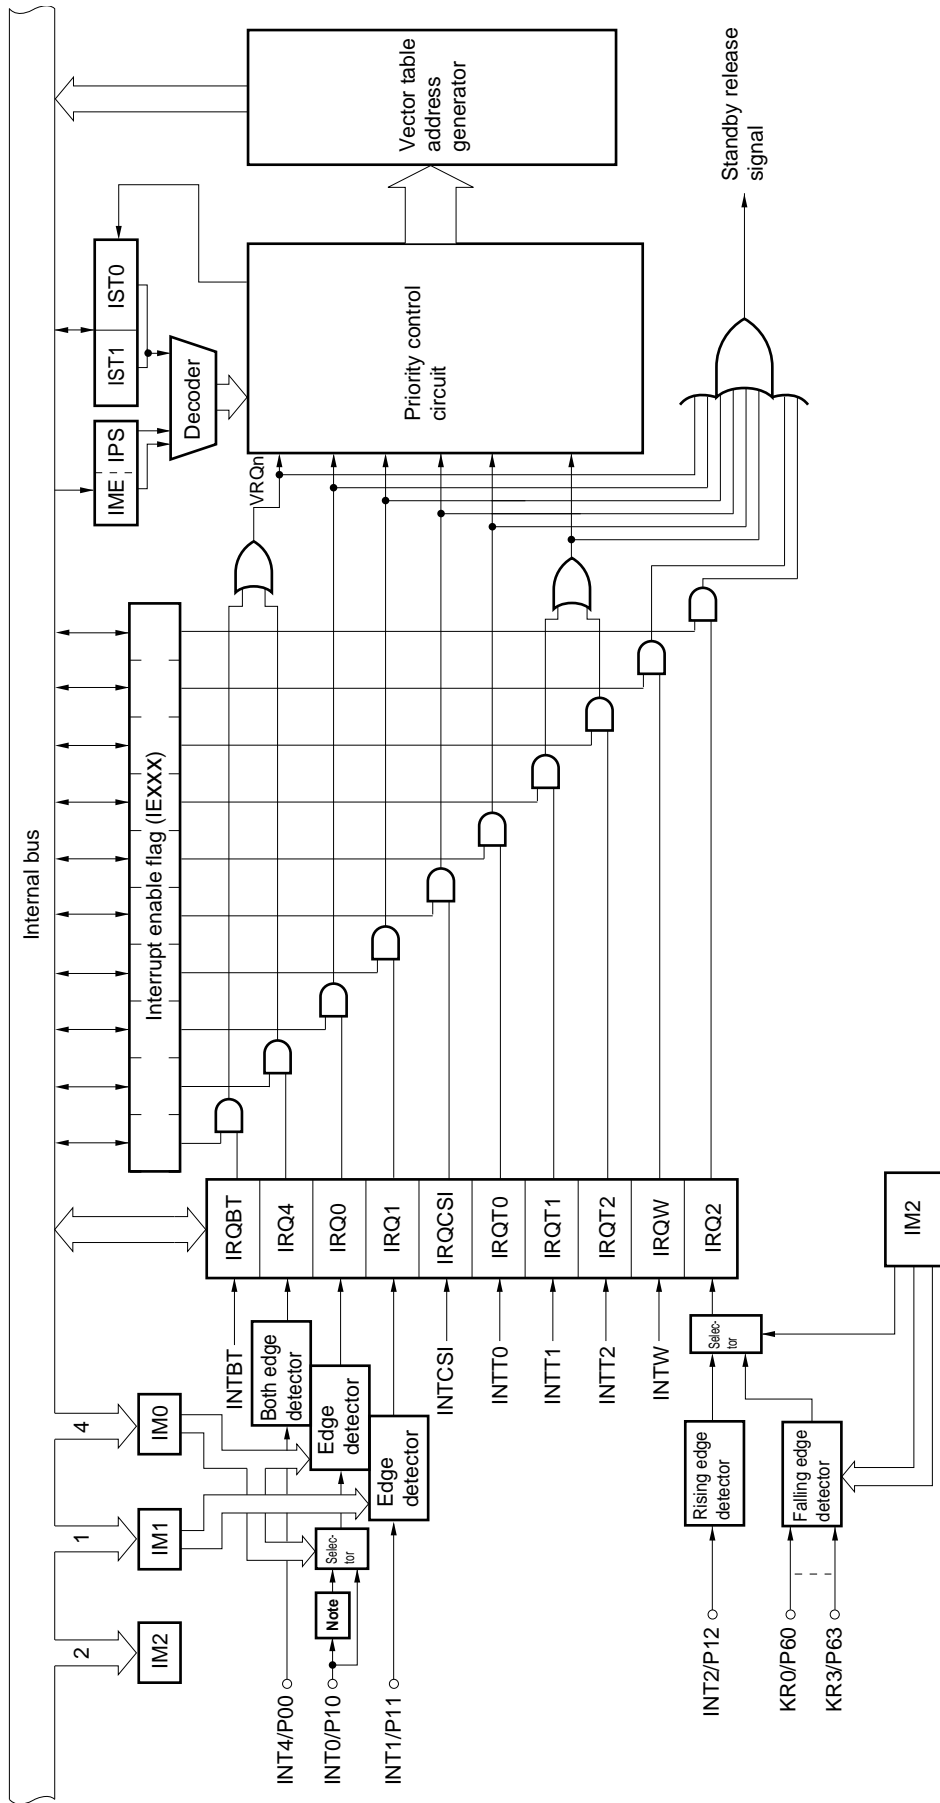 Internal bus
2
1
4
IM2
IM1
IM0
Interrupt enable flag (IE×××)
IME
IPS
IST1
IST0
Decoder
VRQn
INTBT
IRQBT
INT4/P00
Both edge
detector
IRQ4
INT0/P10
Note
Selec-
tor
Edge
detector
IRQ0
INT1/P11
Edge
detector
IRQ1
INTCSI
IRQCSI
INTT0
IRQT0
INTT1
IRQT1
INTT2
IRQT2
INTW
IRQW
INT2/P12
Rising edge
detector
Selec-
tor
IRQ2
KR0/P60
KR3/P63
Falling edge
detector
IM2
Priority control
circuit
Vector table
address
generator
Standby release
signal